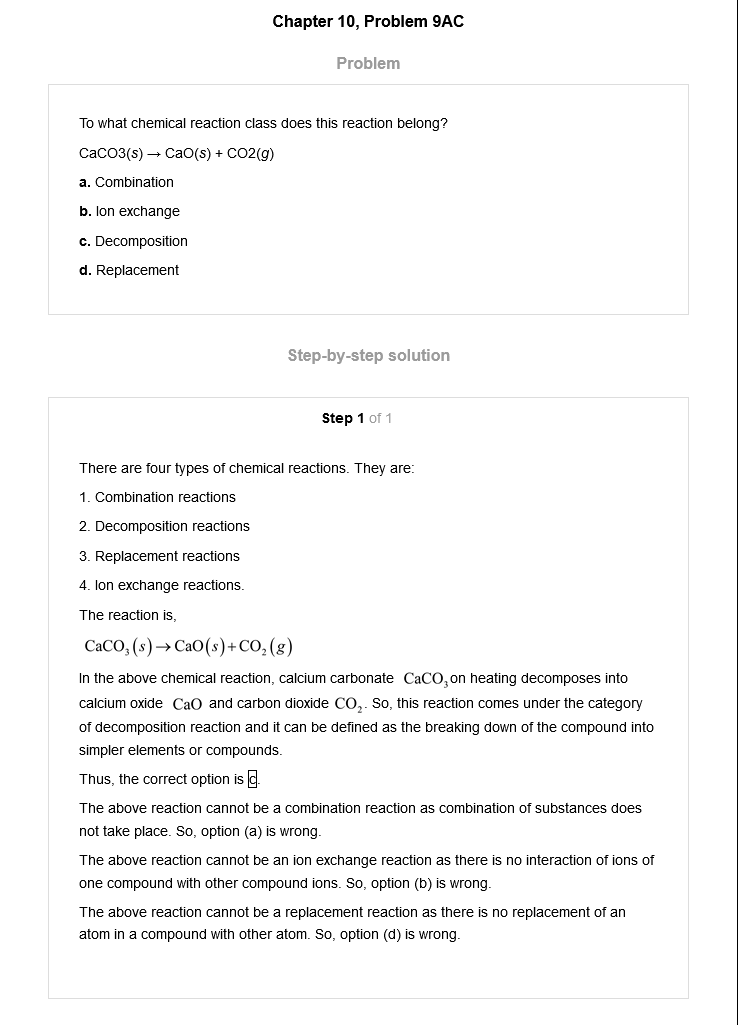 Chapter 10, Problem 9AC
Problem
To what chemical reaction class does this reaction belong?
CaCO3(s) → CaO(s) + CO2(g)
a. Combination
b. Ion exchange
c. Decomposition
d. Replacement
Step-by-step solution
Step 1 of 1
There are four types of chemical reactions. They are:
1. Combination reactions
2. Decomposition reactions
3. Replacement reactions
4. Ion exchange reactions.
The reaction is,
CaCO₃(s)→CaO(s)+CO₂(g)
In the above chemical reaction, calcium carbonate CaCO₃ on heating decomposes into
calcium oxide CaO and carbon dioxide CO₂. So, this reaction comes under the category
of decomposition reaction and it can be defined as the breaking down of the compound into
simpler elements or compounds.
Thus, the correct option is c.
The above reaction cannot be a combination reaction as combination of substances does
not take place. So, option (a) is wrong.
The above reaction cannot be an ion exchange reaction as there is no interaction of ions of
one compound with other compound ions. So, option (b) is wrong.
The above reaction cannot be a replacement reaction as there is no replacement of an
atom in a compound with other atom. So, option (d) is wrong.